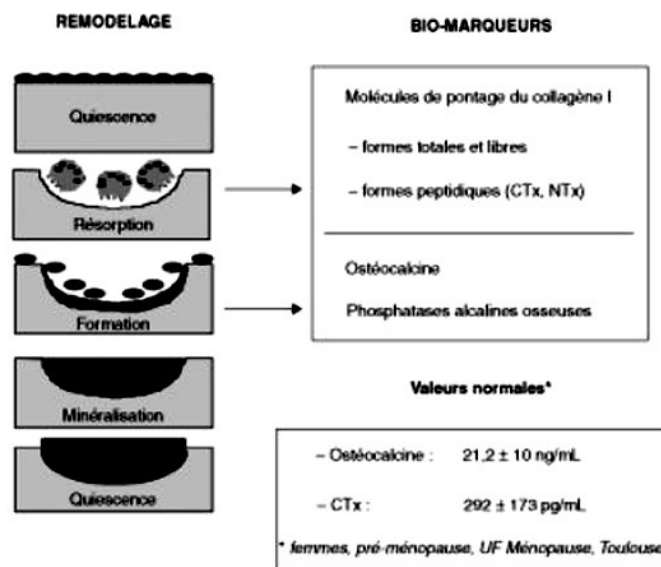 REMODELAGE
Quiescence
Résorption
Formation
Minéralisation
Quiescence
BIO-MARQUEURS
Molécules de pontage du collagène I
– formes totales et libres
– formes peptidiques (CTx, NTx)
Ostéocalcine
Phosphatases alcalines osseuses
Valeurs normales*
– Ostéocalcine : 21,2 ± 10 ng/mL
– CTx : 292 ± 173 pg/mL
* femmes, pré-ménopause, UF Ménopause, Toulouse